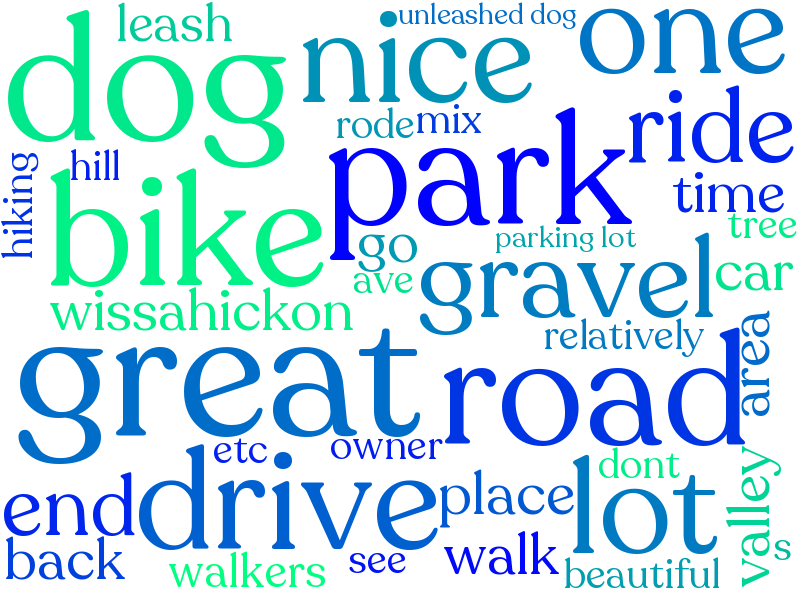 leash
unleashed dog
one
dog
nice
ride
rode
mix
hiking
hill
park
time
bike
go
parking lot
tree
ave
gravel
car
wissahickon
relatively
area
great
road
etc
owner
dont
valley
end
drive
place
lot
back
walkers
see
walk
beautiful
s